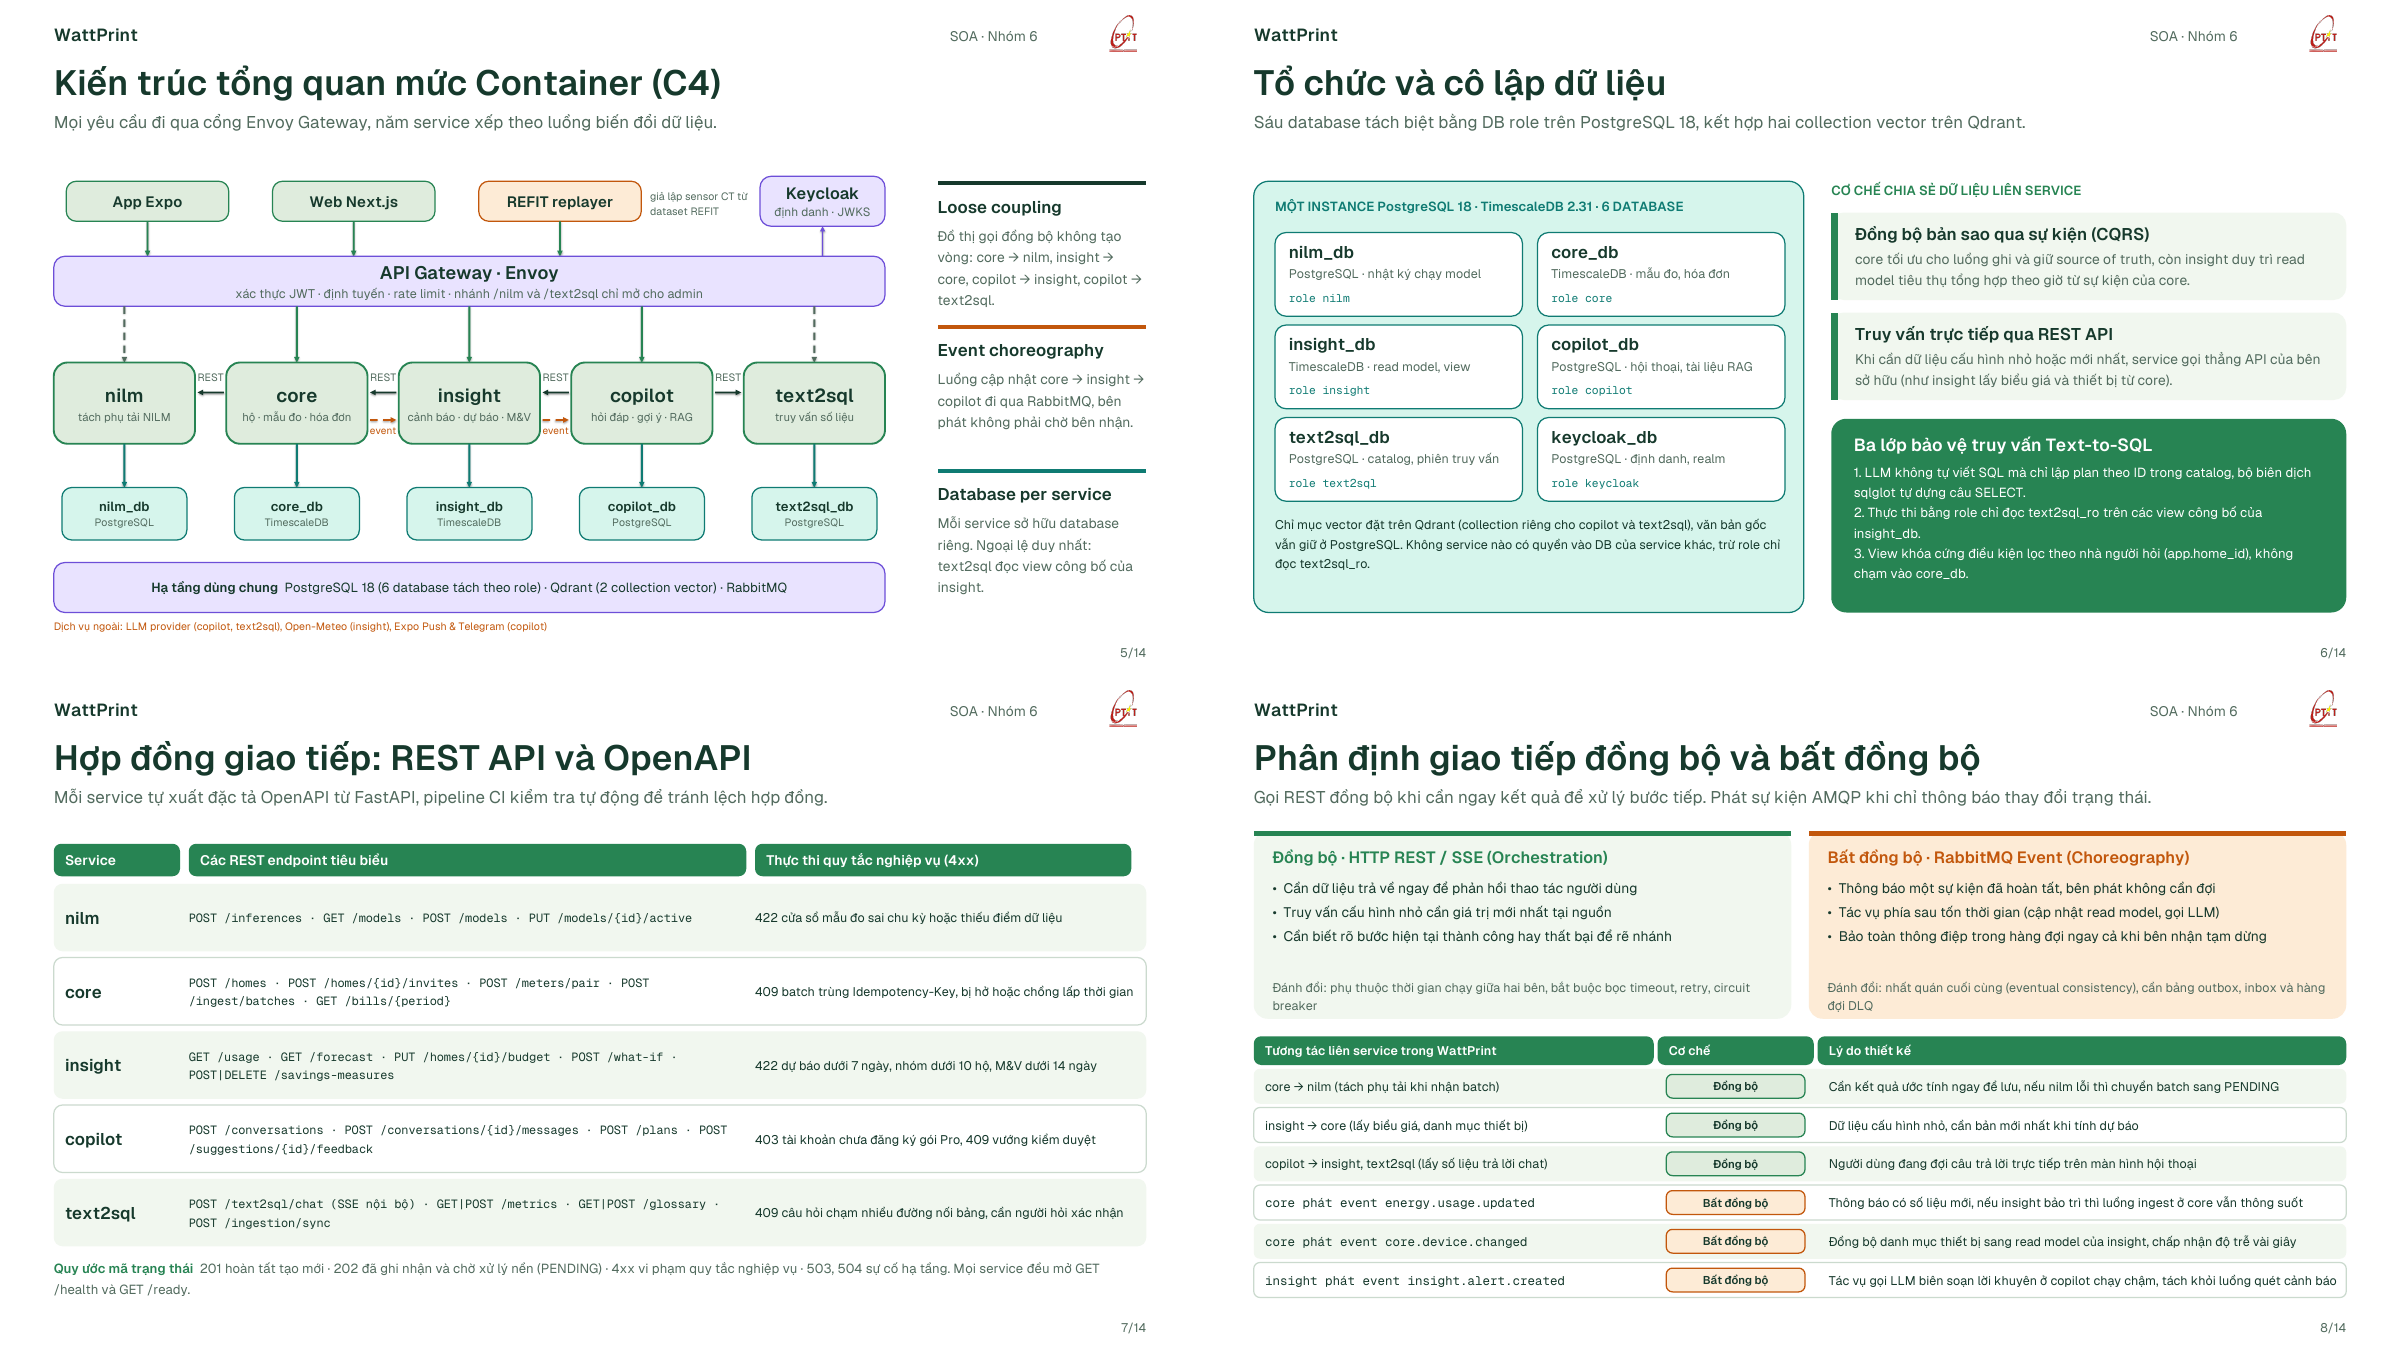 WattPrint
SOA · Nhóm 6
PTIT
Kiến trúc tổng quan mức Container (C4)
Mọi yêu cầu đi qua cổng Envoy Gateway, năm service xếp theo luồng biến đổi dữ liệu.
App Expo
Web Next.js
REFIT replayer
giả lập sensor CT từ
dataset REFIT
Keycloak
định danh · JWKS
API Gateway · Envoy
xác thực JWT · định tuyến · rate limit · nhánh /nilm và /text2sql chỉ mở cho admin
nilm
tách phụ tải NILM
REST
core
hộ · mẫu đo · hóa đơn
REST
event
insight
cảnh báo · dự báo · M&V
REST
event
copilot
hỏi đáp · gợi ý · RAG
REST
text2sql
truy vấn số liệu
nilm_db
PostgreSQL
core_db
TimescaleDB
insight_db
TimescaleDB
copilot_db
PostgreSQL
text2sql_db
PostgreSQL
Hạ tầng dùng chung PostgreSQL 18 (6 database tách theo role) · Qdrant (2 collection vector) · RabbitMQ
Dịch vụ ngoài: LLM provider (copilot, text2sql), Open-Meteo (insight), Expo Push & Telegram (copilot)
Loose coupling
Đồ thị gọi đồng bộ không tạo
vòng: core → nilm, insight →
core, copilot → insight, copilot →
text2sql.
Event choreography
Luồng cập nhật core → insight →
copilot đi qua RabbitMQ, bên
phát không phải chờ bên nhận.
Database per service
Mỗi service sở hữu database
riêng. Ngoại lệ duy nhất:
text2sql đọc view công bố của
insight.
5/14
WattPrint
SOA · Nhóm 6
PTIT
Tổ chức và cô lập dữ liệu
Sáu database tách biệt bằng DB role trên PostgreSQL 18, kết hợp hai collection vector trên Qdrant.
MỘT INSTANCE PostgreSQL 18 · TimescaleDB 2.31 · 6 DATABASE
nilm_db
PostgreSQL · nhật ký chạy model
role nilm
core_db
TimescaleDB · mẫu đo, hóa đơn
role core
insight_db
TimescaleDB · read model, view
role insight
copilot_db
PostgreSQL · hội thoại, tài liệu RAG
role copilot
text2sql_db
PostgreSQL · catalog, phiên truy vấn
role text2sql
keycloak_db
PostgreSQL · định danh, realm
role keycloak
Chỉ mục vector đặt trên Qdrant (collection riêng cho copilot và text2sql), văn bản gốc
vẫn giữ ở PostgreSQL. Không service nào có quyền vào DB của service khác, trừ role chỉ
đọc text2sql_ro.
CƠ CHẾ CHIA SẺ DỮ LIỆU LIÊN SERVICE
Đồng bộ bản sao qua sự kiện (CQRS)
core tối ưu cho luồng ghi và giữ source of truth, còn insight duy trì read
model tiêu thụ tổng hợp theo giờ từ sự kiện của core.
Truy vấn trực tiếp qua REST API
Khi cần dữ liệu cấu hình nhỏ hoặc mới nhất, service gọi thẳng API của bên
sở hữu (như insight lấy biểu giá và thiết bị từ core).
Ba lớp bảo vệ truy vấn Text-to-SQL
1. LLM không tự viết SQL mà chỉ lập plan theo ID trong catalog, bộ biên dịch
sqlglot tự dựng câu SELECT.
2. Thực thi bằng role chỉ đọc text2sql_ro trên các view công bố của
insight_db.
3. View khóa cứng điều kiện lọc theo nhà người hỏi (app.home_id), không
chạm vào core_db.
6/14
WattPrint
SOA · Nhóm 6
PTIT
Hợp đồng giao tiếp: REST API và OpenAPI
Mỗi service tự xuất đặc tả OpenAPI từ FastAPI, pipeline CI kiểm tra tự động để tránh lệch hợp đồng.
Service
Các REST endpoint tiêu biểu
Thực thi quy tắc nghiệp vụ (4xx)
nilm
POST /inferences · GET /models · POST /models · PUT /models/{id}/active
422 cửa sổ mẫu đo sai chu kỳ hoặc thiếu điểm dữ liệu
core
POST /homes · POST /homes/{id}/invites · POST /meters/pair · POST
/ingest/batches · GET /bills/{period}
409 batch trùng Idempotency-Key, bị hở hoặc chồng lấp thời gian
insight
GET /usage · GET /forecast · PUT /homes/{id}/budget · POST /what-if ·
POST|DELETE /savings-measures
422 dự báo dưới 7 ngày, nhóm dưới 10 hộ, M&V dưới 14 ngày
copilot
POST /conversations · POST /conversations/{id}/messages · POST /plans · POST
/suggestions/{id}/feedback
403 tài khoản chưa đăng ký gói Pro, 409 vướng kiểm duyệt
text2sql
POST /text2sql/chat (SSE nội bộ) · GET|POST /metrics · GET|POST /glossary ·
POST /ingestion/sync
409 câu hỏi chạm nhiều đường nối bảng, cần người hỏi xác nhận
Quy ước mã trạng thái 201 hoàn tất tạo mới · 202 đã ghi nhận và chờ xử lý nền (PENDING) · 4xx vi phạm quy tắc nghiệp vụ · 503, 504 sự cố hạ tầng. Mọi service đều mở GET
/health và GET /ready.
7/14
WattPrint
SOA · Nhóm 6
PTIT
Phân định giao tiếp đồng bộ và bất đồng bộ
Gọi REST đồng bộ khi cần ngay kết quả để xử lý bước tiếp. Phát sự kiện AMQP khi chỉ thông báo thay đổi trạng thái.
Đồng bộ · HTTP REST / SSE (Orchestration)
• Cần dữ liệu trả về ngay để phản hồi thao tác người dùng
• Truy vấn cấu hình nhỏ cần giá trị mới nhất tại nguồn
• Cần biết rõ bước hiện tại thành công hay thất bại để rẽ nhánh
Đánh đổi: phụ thuộc thời gian chạy giữa hai bên, bắt buộc bọc timeout, retry, circuit
breaker
Bất đồng bộ · RabbitMQ Event (Choreography)
• Thông báo một sự kiện đã hoàn tất, bên phát không cần đợi
• Tác vụ phía sau tốn thời gian (cập nhật read model, gọi LLM)
• Bảo toàn thông điệp trong hàng đợi ngay cả khi bên nhận tạm dừng
Đánh đổi: nhất quán cuối cùng (eventual consistency), cần bảng outbox, inbox và hàng
đợi DLQ
Tương tác liên service trong WattPrint
Cơ chế
Lý do thiết kế
core → nilm (tách phụ tải khi nhận batch)
Đồng bộ
Cần kết quả ước tính ngay để lưu, nếu nilm lỗi thì chuyển batch sang PENDING
insight → core (lấy biểu giá, danh mục thiết bị)
Đồng bộ
Dữ liệu cấu hình nhỏ, cần bản mới nhất khi tính dự báo
copilot → insight, text2sql (lấy số liệu trả lời chat)
Đồng bộ
Người dùng đang đợi câu trả lời trực tiếp trên màn hình hội thoại
core phát event energy.usage.updated
Bất đồng bộ
Thông báo có số liệu mới, nếu insight bảo trì thì luồng ingest ở core vẫn thông suốt
core phát event core.device.changed
Bất đồng bộ
Đồng bộ danh mục thiết bị sang read model của insight, chấp nhận độ trễ vài giây
insight phát event insight.alert.created
Bất đồng bộ
Tác vụ gọi LLM biên soạn lời khuyên ở copilot chạy chậm, tách khỏi luồng quét cảnh báo
8/14